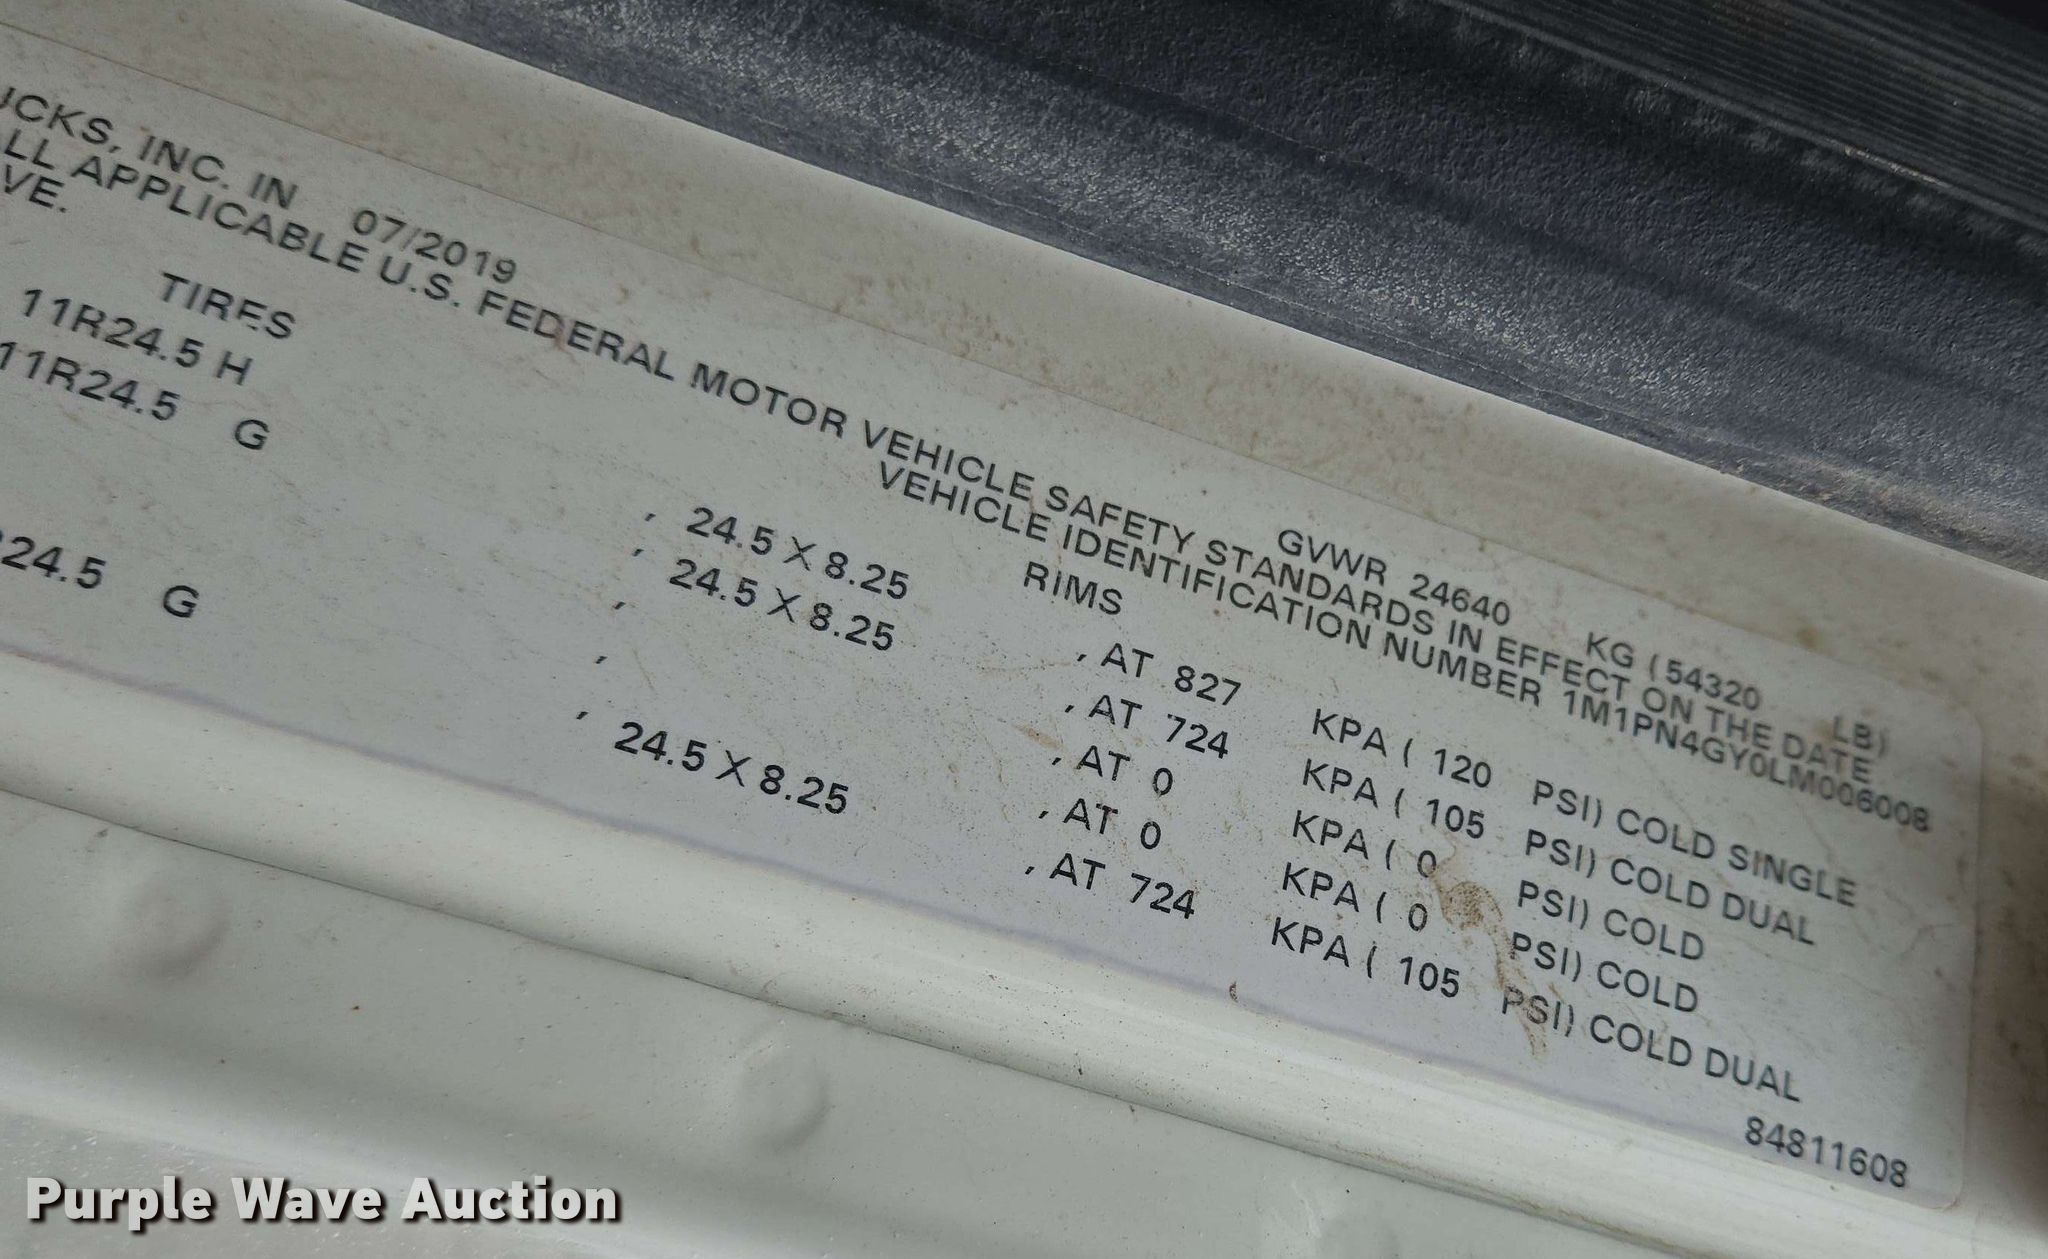 UCKS, INC. IN 07/2019 GVWR 24640 KG (54320 LB)
ALL APPLICABLE U.S. FEDERAL MOTOR VEHICLE SAFETY STANDARDS IN EFFECT ON THE DATE
VE. VEHICLE IDENTIFICATION NUMBER 1M1PN4GY0LM006008
TIRES RIMS
11R24.5 H , 24.5 X 8.25 , AT 827 KPA ( 120 PSI) COLD SINGLE
11R24.5 G , 24.5 X 8.25 , AT 724 KPA ( 105 PSI) COLD DUAL
, , AT 0 KPA ( 0 PSI) COLD
, , AT 0 KPA ( 0 PSI) COLD
24.5 G , 24.5 X 8.25 , AT 724 KPA ( 105 PSI) COLD DUAL
84811608
Purple Wave Auction